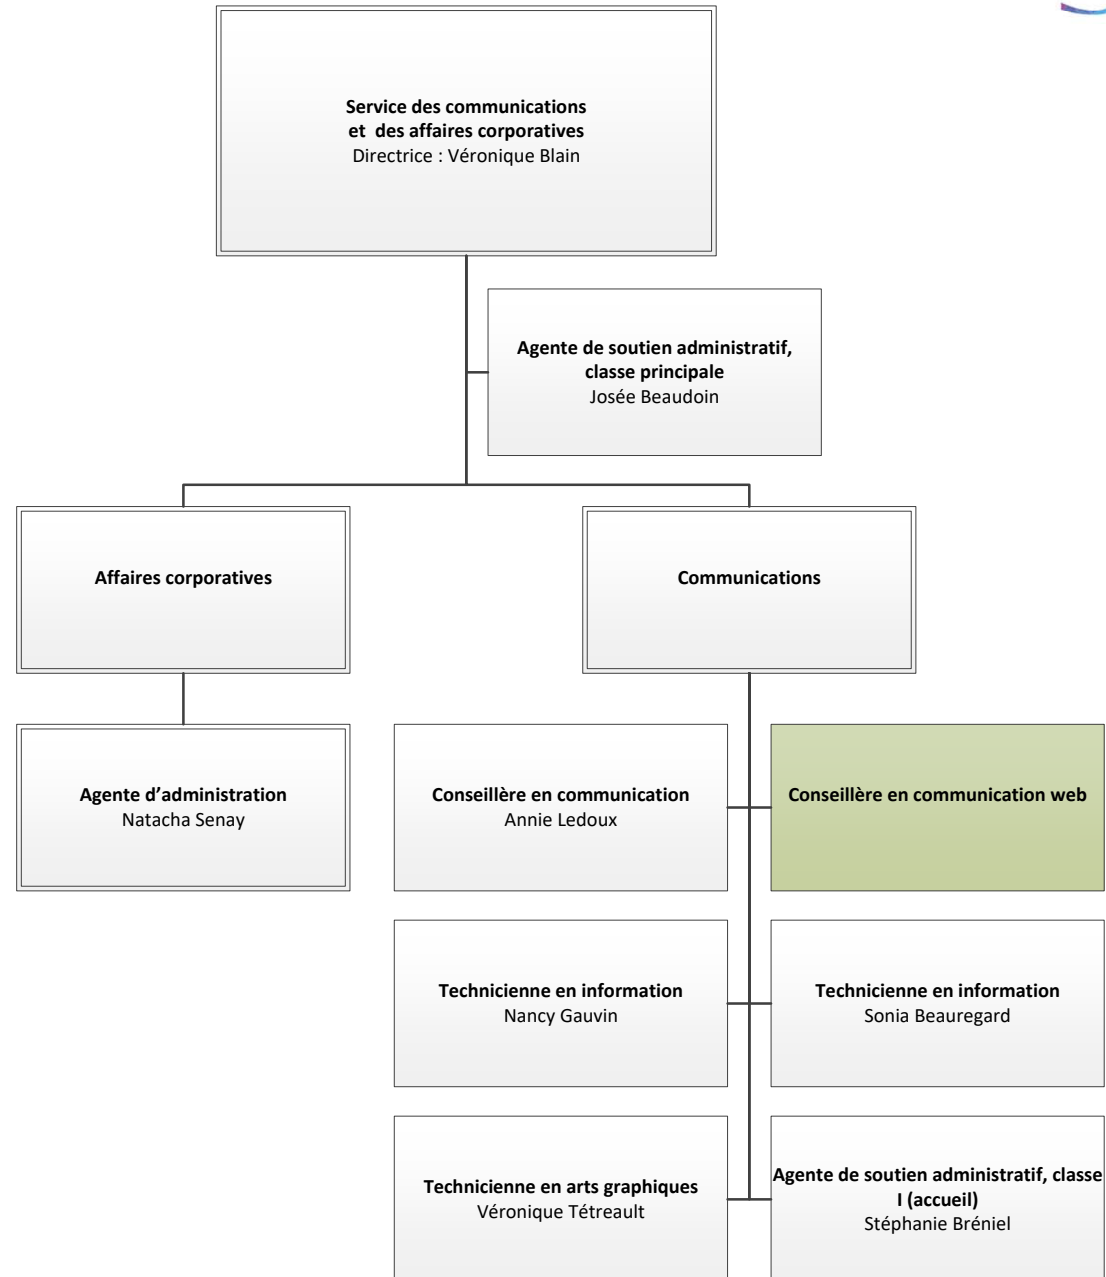 Service des communications
et  des affaires corporatives
Directrice : Véronique Blain
Agente de soutien administratif,
classe principale
Josée Beaudoin
Affaires corporatives
Communications
Agente d’administration
Natacha Senay
Conseillère en communication
Annie Ledoux
Conseillère en communication web
Technicienne en information
Nancy Gauvin
Technicienne en information
Sonia Beauregard
Technicienne en arts graphiques
Véronique Tétreault
Agente de soutien administratif, classe
I (accueil)
Stéphanie Bréniel